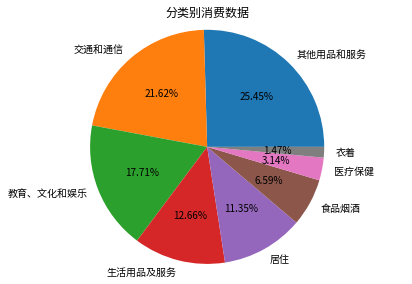 分类别消费数据
交通和通信
其他用品和服务
21.62%
25.45%
1.47%
衣着
3.14%
医疗保健
17.71%
6.59%
教育、文化和娱乐
食品烟酒
12.66%
11.35%
居住
生活用品及服务